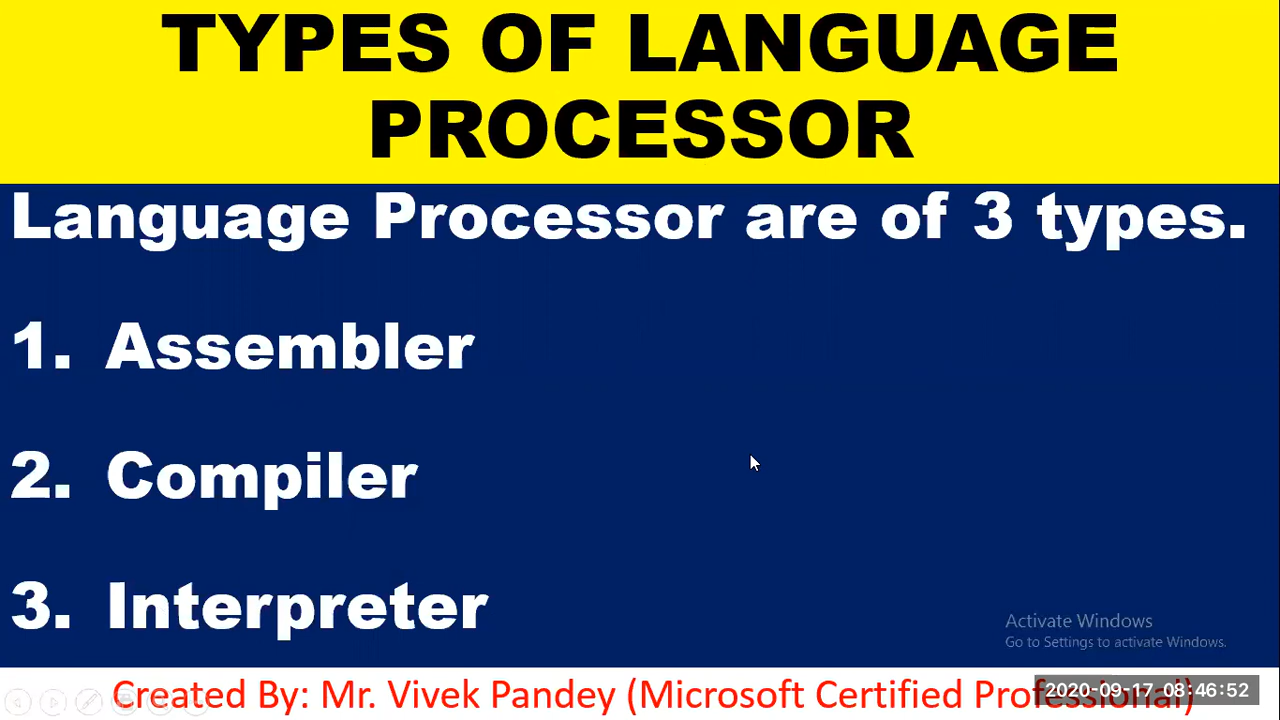 TYPES OF LANGUAGE
PROCESSOR
Language Processor are of 3 types.
1. Assembler
2. Compiler
3. Interpreter
Activate Windows
Go to Settings to activate Windows.
Created By: Mr. Vivek Pandey (Microsoft Certified Professional)
2020-09-17 08:46:52